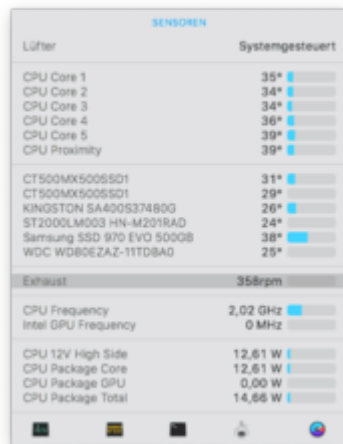 SENSOREN
Lüfter Systemgesteuert
CPU Core 1 35°
CPU Core 2 34°
CPU Core 3 34°
CPU Core 4 36°
CPU Core 5 39°
CPU Proximity 39°
CT500MX500SSD1 31°
CT500MX500SSD1 29°
KINGSTON SA400S37480G 26°
ST2000LM003 HN-M201RAD 24°
Samsung SSD 970 EVO 500GB 38°
WDC WD80EZAZ-11TDBA0 25°
Exhaust 358rpm
CPU Frequency 2,02 GHz
Intel GPU Frequency 0 MHz
CPU 12V High Side 12,61 W
CPU Package Core 12,61 W
CPU Package GPU 0,00 W
CPU Package Total 14,66 W